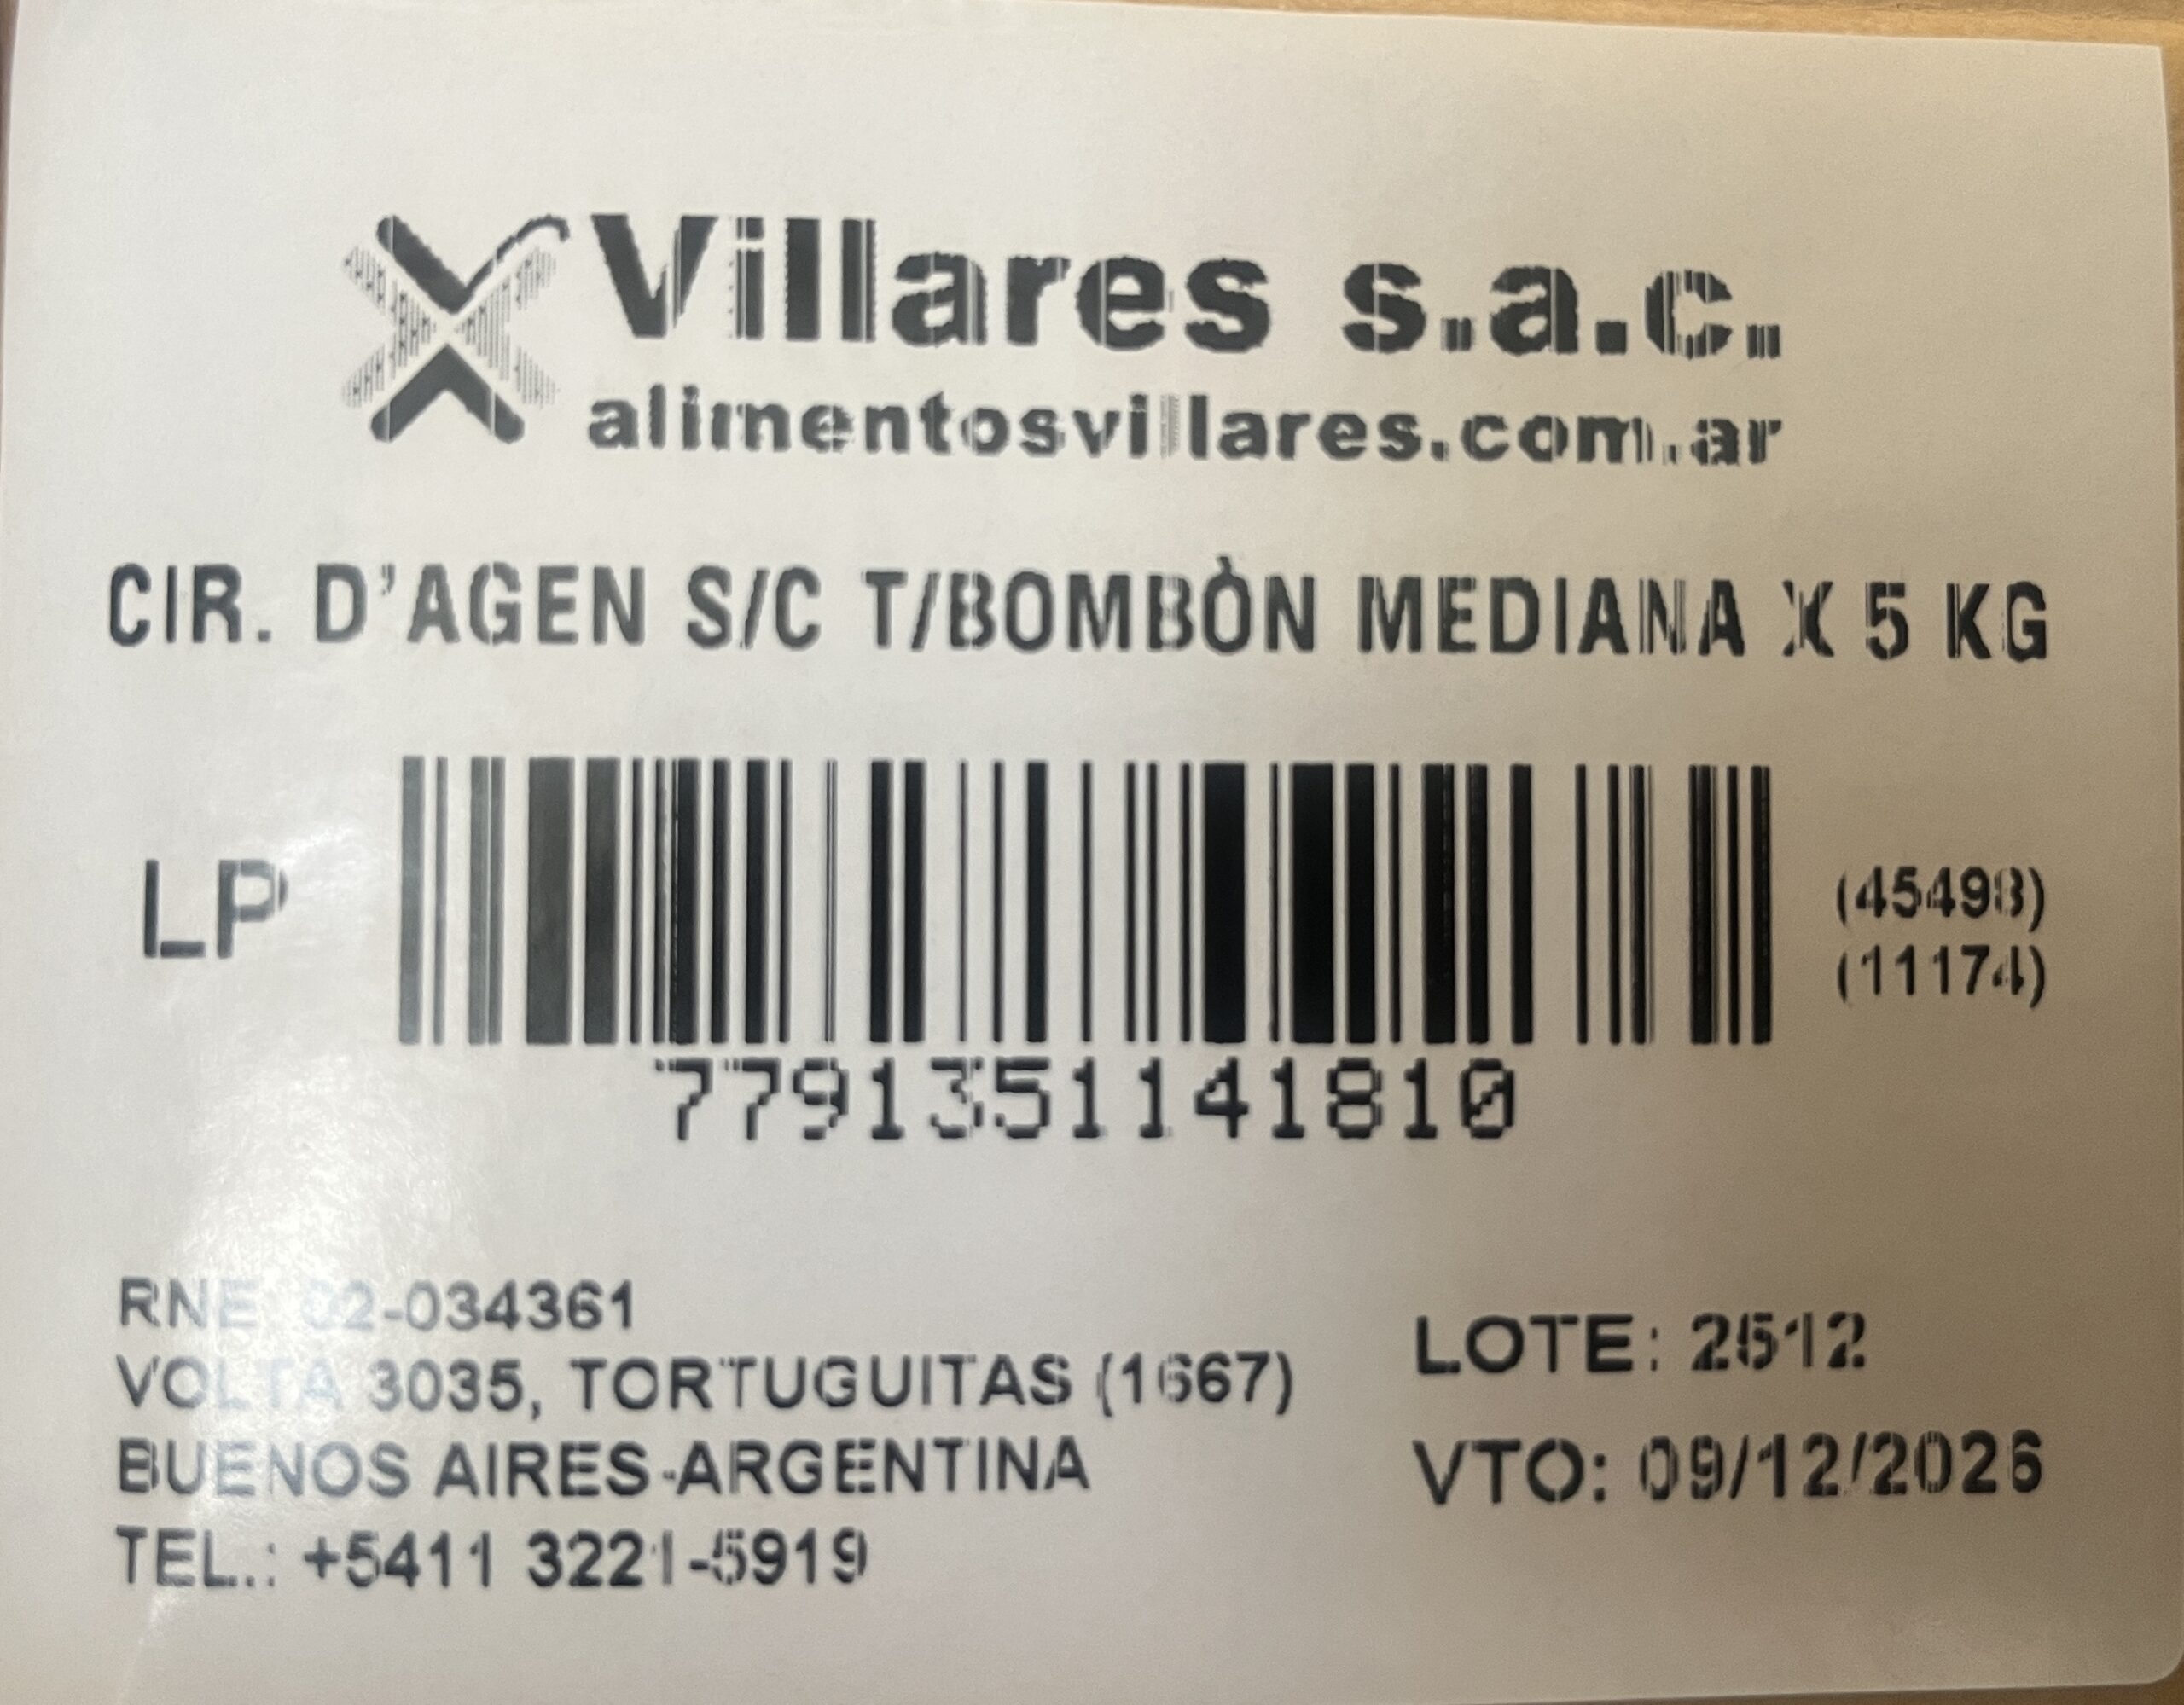 Villares s.a.c.
alimentosvillares.com.ar
CIR. D'AGEN S/C T/BOMBÒN MEDIANA X 5 KG
LP
(45498)
(11174)
7791351141810
RNE: 02-034361
VOLTA 3035, TORTUGUITAS (1667)
BUENOS AIRES-ARGENTINA
TEL.: +5411 3221-5919
LOTE: 2512
VTO: 09/12/2026